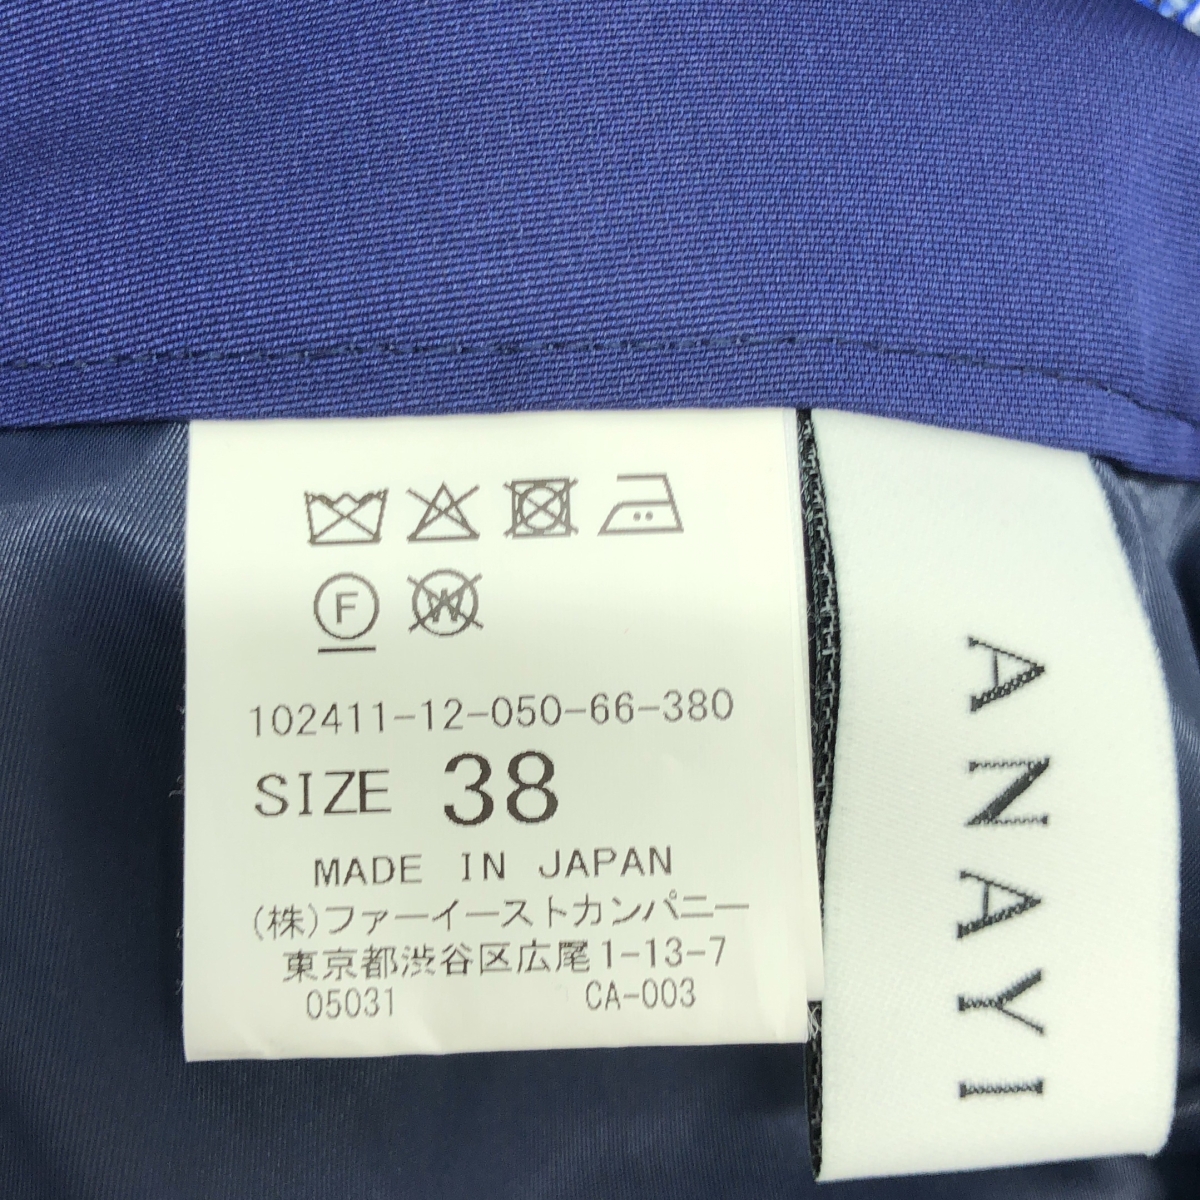 F W
102411-12-050-66-380
SIZE 38
MADE IN JAPAN
(株)ファーイーストカンパニー
東京都渋谷区広尾1-13-7
05031 CA-003
ANAYI